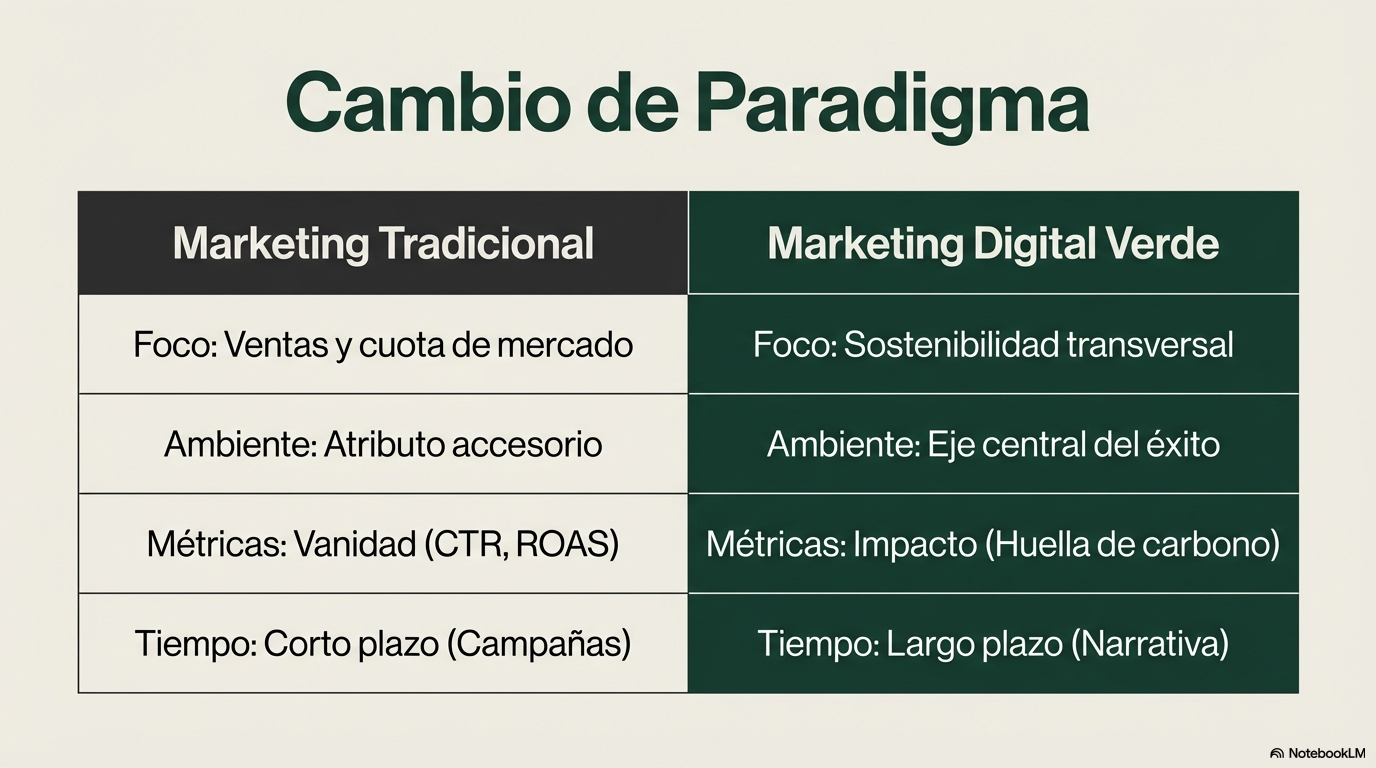 Cambio de Paradigma
Marketing Tradicional
Marketing Digital Verde
Foco: Ventas y cuota de mercado
Foco: Sostenibilidad transversal
Ambiente: Atributo accesorio
Ambiente: Eje central del éxito
Métricas: Vanidad (CTR, ROAS)
Métricas: Impacto (Huella de carbono)
Tiempo: Corto plazo (Campañas)
Tiempo: Largo plazo (Narrativa)
NotebookLM